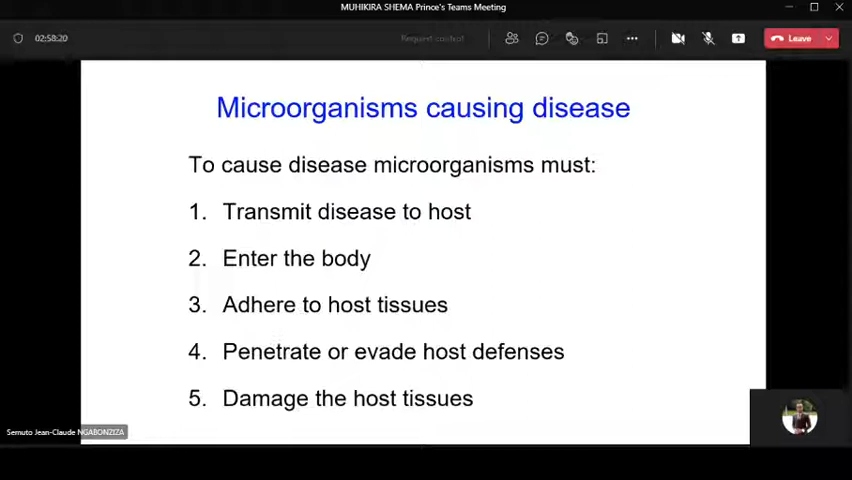 MUHIKIRA SHEMA Prince's Teams Meeting
02:58:20
Request control
Leave
Microorganisms causing disease
To cause disease microorganisms must:
1. Transmit disease to host
2. Enter the body
3. Adhere to host tissues
4. Penetrate or evade host defenses
5. Damage the host tissues
Semuto Jean-Claude NGABONZIZA